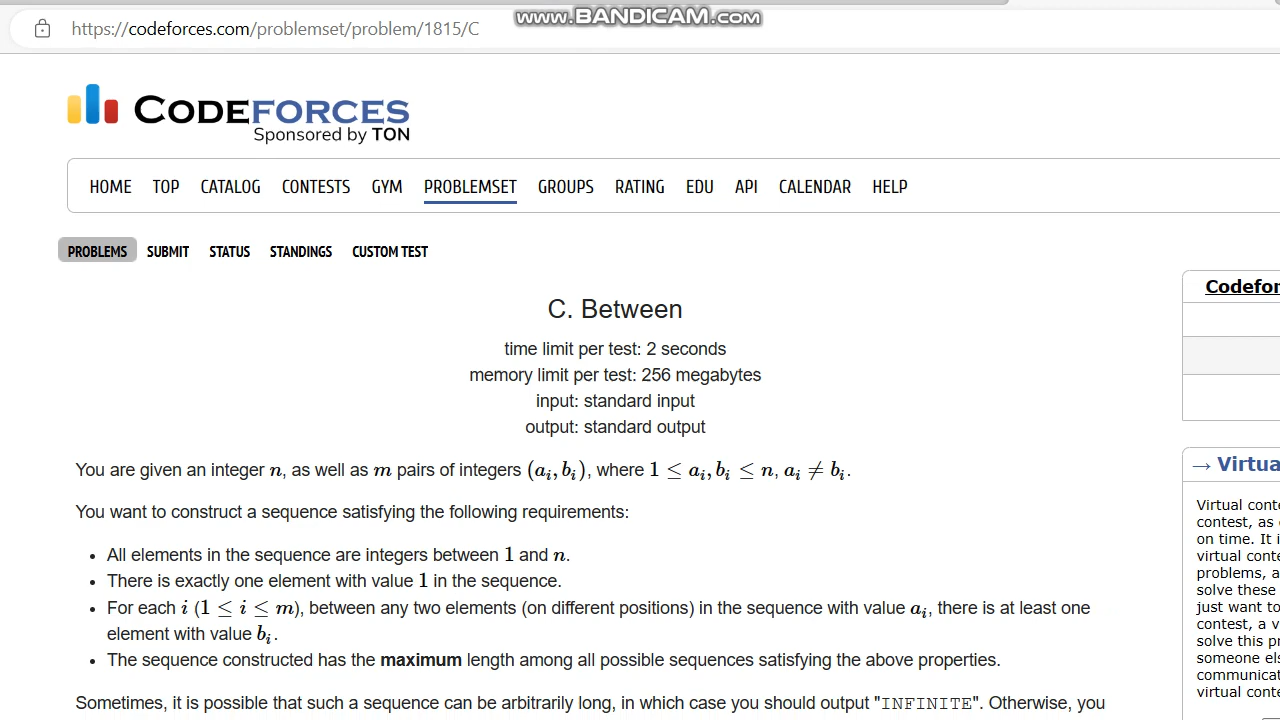 www.BANDICAM.com
https://codeforces.com/problemset/problem/1815/C
CODEFORCES
Sponsored by TON
HOME TOP CATALOG CONTESTS GYM PROBLEMSET GROUPS RATING EDU API CALENDAR HELP
PROBLEMS SUBMIT STATUS STANDINGS CUSTOM TEST
C. Between
time limit per test: 2 seconds
memory limit per test: 256 megabytes
input: standard input
output: standard output
You are given an integer n, as well as m pairs of integers (aᵢ, bᵢ), where 1 ≤ aᵢ, bᵢ ≤ n, aᵢ ≠ bᵢ.
You want to construct a sequence satisfying the following requirements:
• All elements in the sequence are integers between 1 and n.
• There is exactly one element with value 1 in the sequence.
• For each i (1 ≤ i ≤ m), between any two elements (on different positions) in the sequence with value aᵢ, there is at least one
element with value bᵢ.
• The sequence constructed has the maximum length among all possible sequences satisfying the above properties.
Sometimes, it is possible that such a sequence can be arbitrarily long, in which case you should output "INFINITE". Otherwise, you
Codefor
→ Virtua
Virtual conte
contest, as
on time. It i
virtual conte
problems, a
solve these
just want to
contest, a v
solve this pr
someone els
communicat
virtual conte